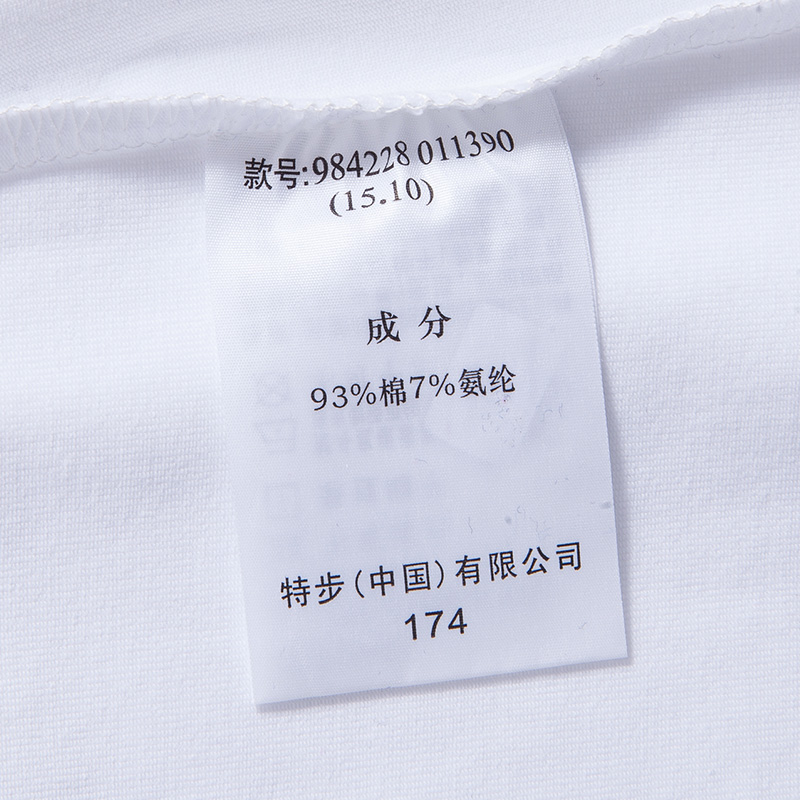 款号:984228 011390
(15.10)
成 分
93%棉7%氨纶
特步(中国)有限公司
174